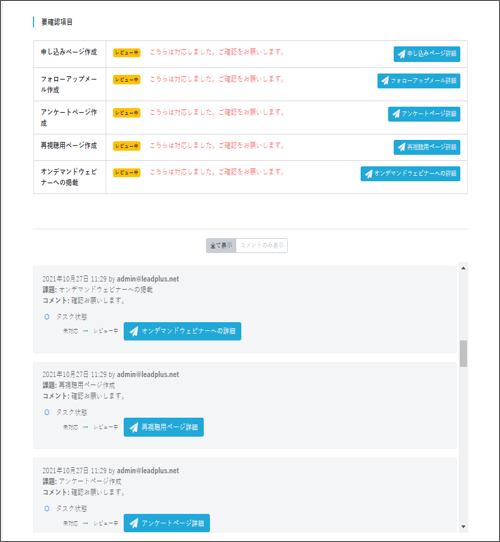 要確認項目
申し込みページ作成 レビュー中 こちらは対応しました。ご確認をお願いします。 申し込みページ詳細
フォローアップメー
ル作成 レビュー中 こちらは対応しました。ご確認をお願いします。 フォローアップメール詳細
アンケートページ作
成 レビュー中 こちらは対応しました。ご確認をお願いします。 アンケートページ詳細
再視聴用ページ作成 レビュー中 こちらは対応しました。ご確認をお願いします。 再視聴用ページ詳細
オンデマンドウェビ
ナーへの掲載 レビュー中 こちらは対応しました。ご確認をお願いします。 オンデマンドウェビナーへの詳細
全て表示 コメントのみ表示
2021年10月27日 11:29 by admin@leadplus.net
課題: オンデマンドウェビナーへの掲載
コメント: 確認お願いします。
タスク状態
未対応 → レビュー中 オンデマンドウェビナーへの詳細
2021年10月27日 11:29 by admin@leadplus.net
課題: 再視聴用ページ作成
コメント: 確認お願いします。
タスク状態
未対応 → レビュー中 再視聴用ページ詳細
2021年10月27日 11:29 by admin@leadplus.net
課題: アンケートページ作成
コメント: 確認お願いします。
タスク状態
未対応 → レビュー中 アンケートページ詳細